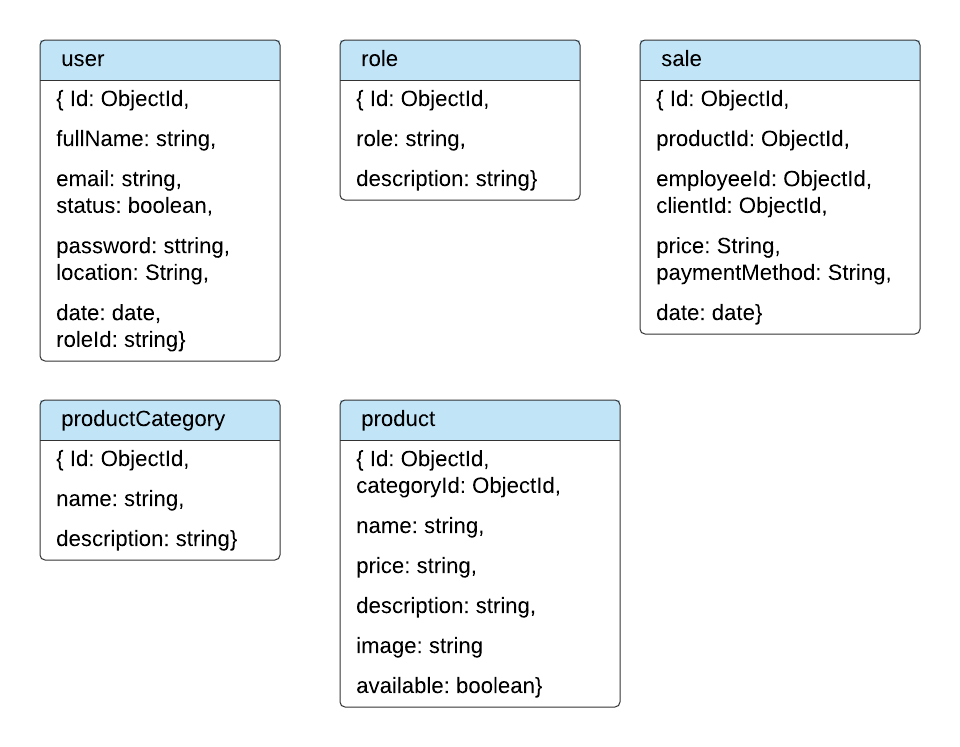 user
{ Id: ObjectId,
fullName: string,
email: string,
status: boolean,
password: sttring,
location: String,
date: date,
roleId: string}
role
{ Id: ObjectId,
role: string,
description: string}
sale
{ Id: ObjectId,
productId: ObjectId,
employeeId: ObjectId,
clientId: ObjectId,
price: String,
paymentMethod: String,
date: date}
productCategory
{ Id: ObjectId,
name: string,
description: string}
product
{ Id: ObjectId,
categoryId: ObjectId,
name: string,
price: string,
description: string,
image: string
available: boolean}